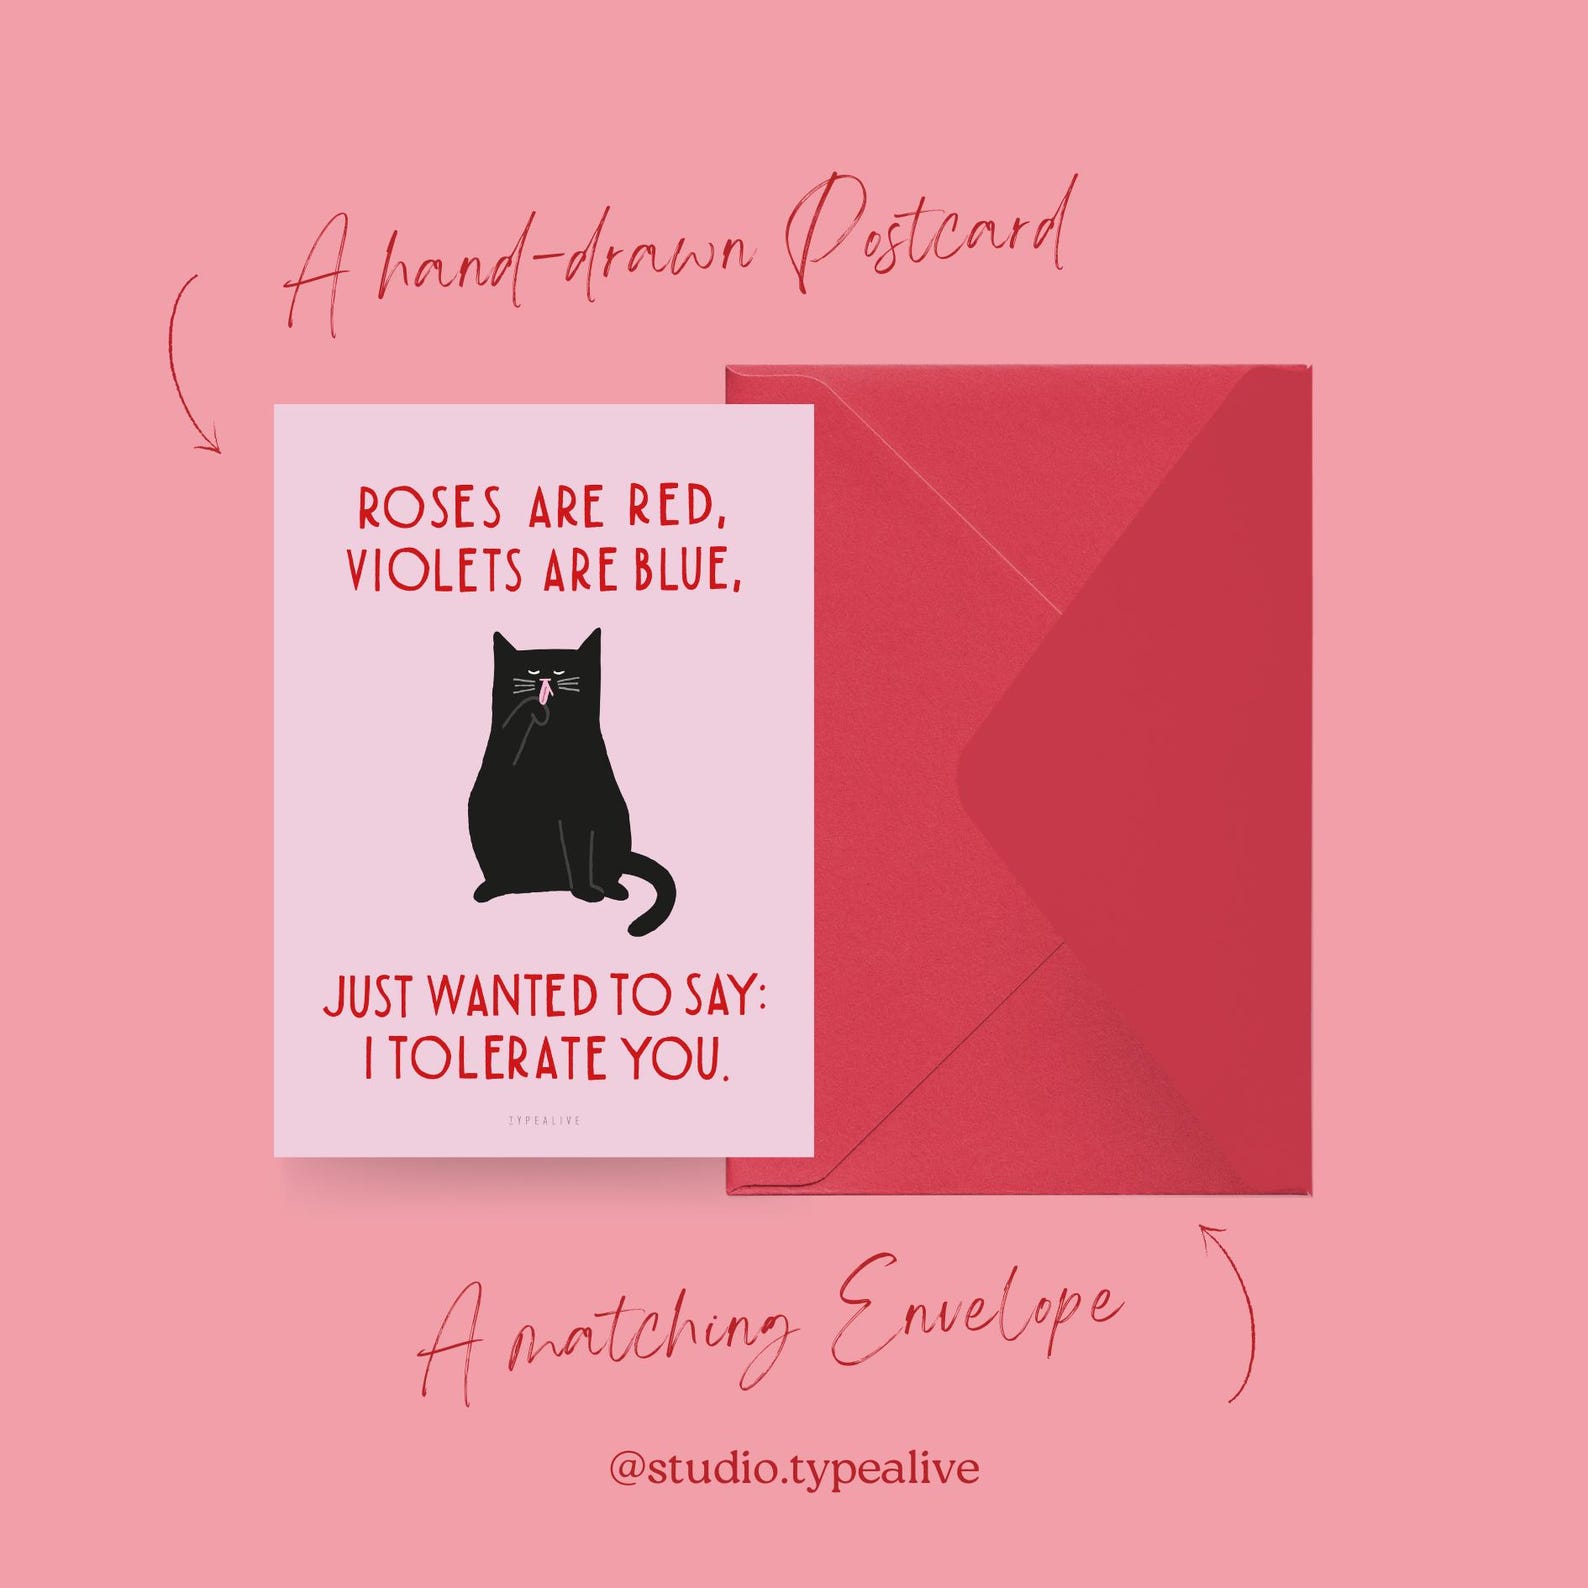 A hand-drawn Postcard
ROSES ARE RED,
VIOLETS ARE BLUE,
JUST WANTED TO SAY:
I TOLERATE YOU.
TYPEALIVE
A matching Envelope
@studio.typealive